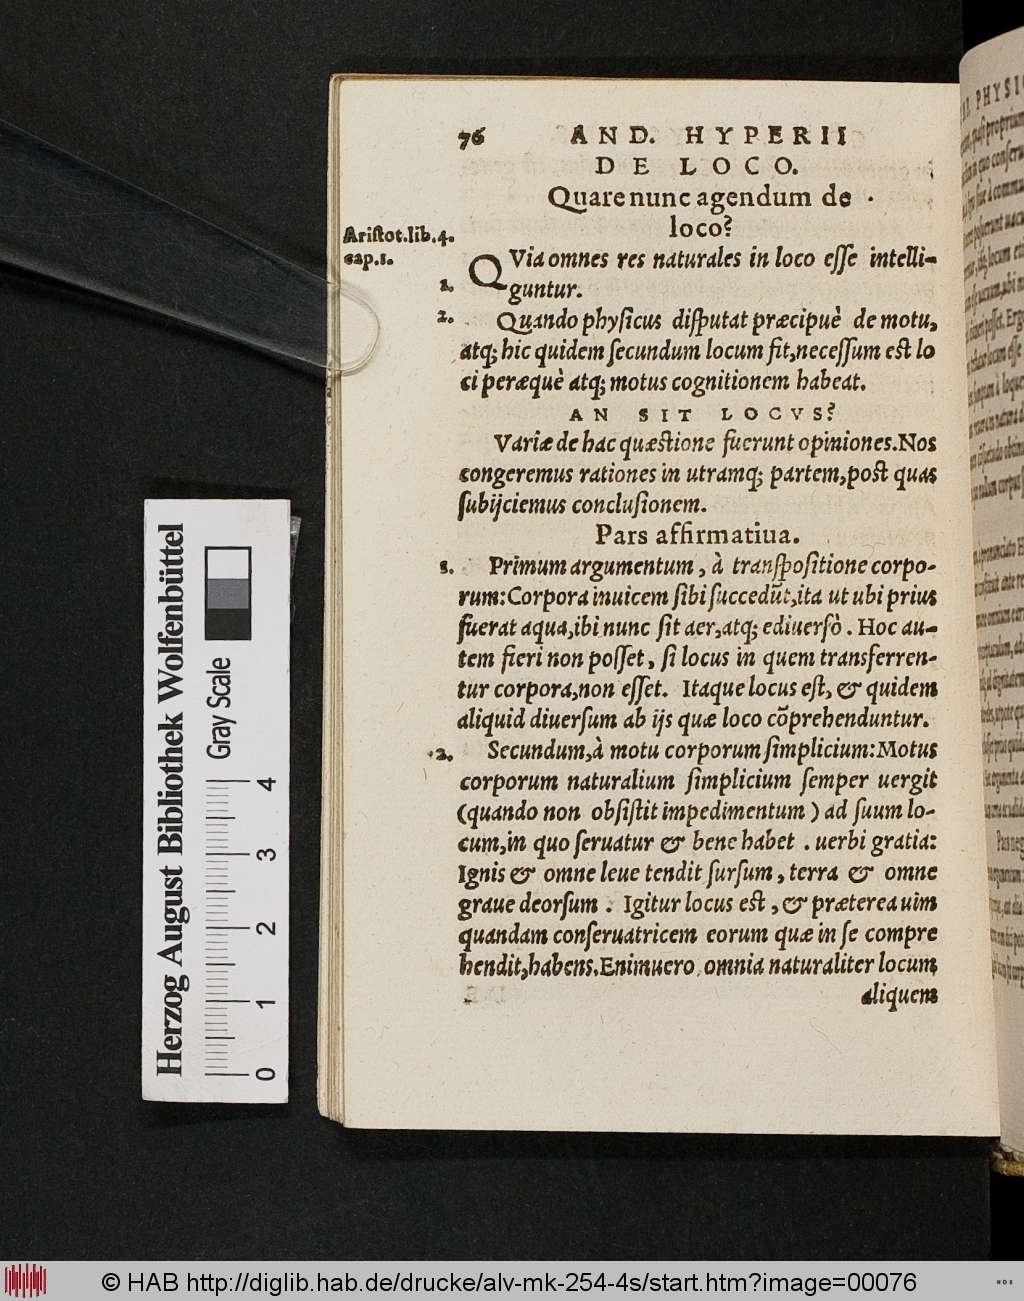 76 AND. HYPERII
DE LOCO.
Quare nunc agendum de
loco?
Aristot.lib.4.
cap.1.
QVia omnes res naturales in loco esse intelli-
1. guntur.
2. Quando physicus disputat præcipuè de motu,
atq; hic quidem secundum locum fit, necessum est lo
ci peræquè atq; motus cognitionem habeat.
AN SIT LOCVS?
Variæ de hac quæstione fuerunt opiniones. Nos
congeremus rationes in utramq; partem, post quas
subijciemus conclusionem.
Pars affirmatiua.
1. Primum argumentum, à transpositione corpo-
rum: Corpora inuicem sibi succedūt, ita ut ubi prius
fuerat aqua, ibi nunc sit aer, atq; ediuersò. Hoc au-
tem fieri non posset, si locus in quem transferren-
tur corpora, non esset. Itaque locus est, & quidem
aliquid diuersum ab ijs quæ loco cōprehenduntur.
2. Secundum, à motu corporum simplicium: Motus
corporum naturalium simplicium semper uergit
(quando non obsistit impedimentum) ad suum lo-
cum, in quo seruatur & bene habet. uerbi gratia:
Ignis & omne leue tendit sursum, terra & omne
graue deorsum. Igitur locus est, & præterea uim
quandam conseruatricem eorum quæ in se compre
hendit, habens. Enimuero omnia naturaliter locum
aliquem
Herzog August Bibliothek Wolfenbüttel
Gray Scale
0 1 2 3 4
© HAB http://diglib.hab.de/drucke/alv-mk-254-4s/start.htm?image=00076